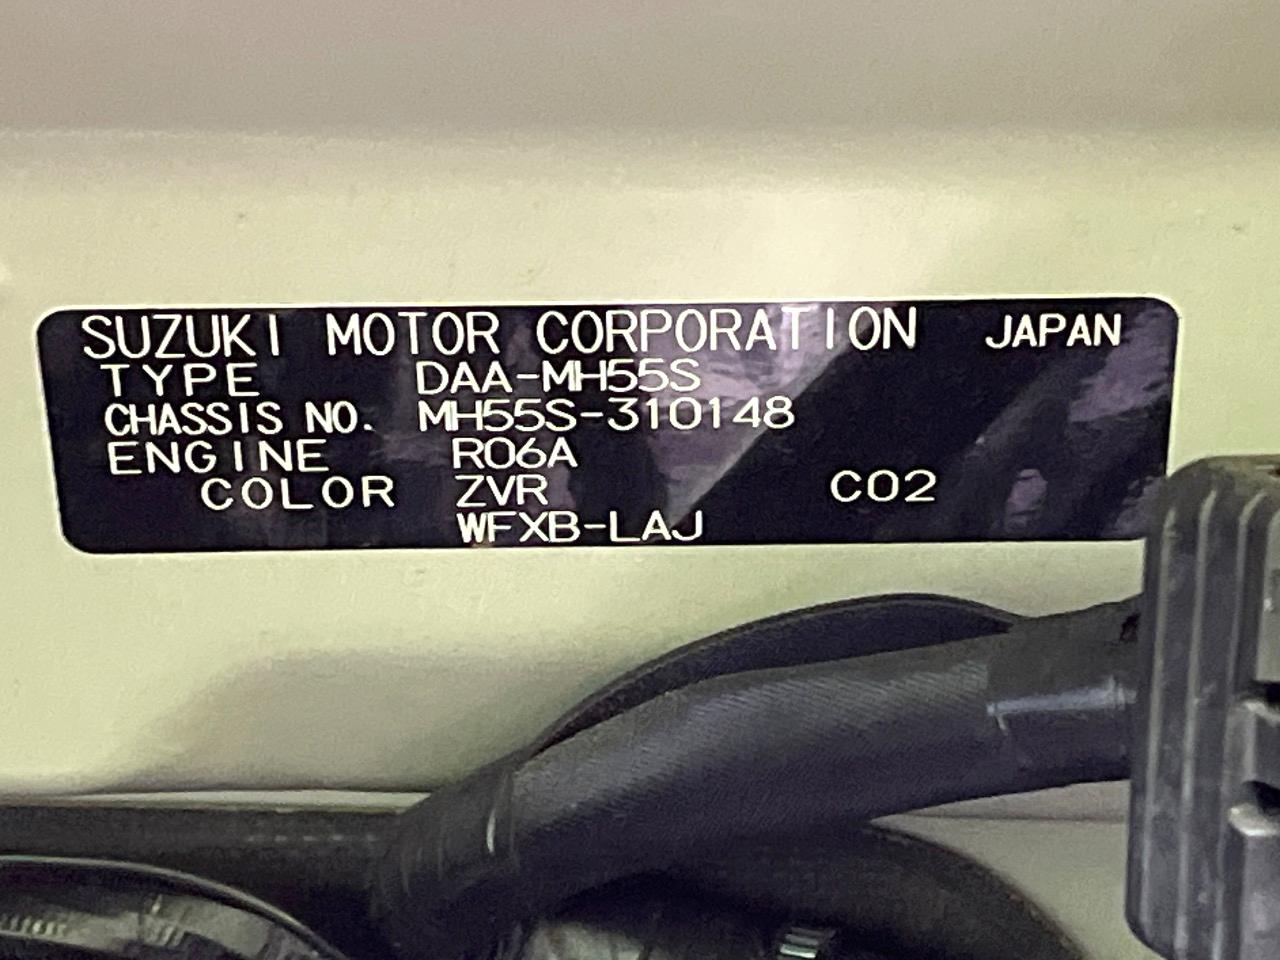 SUZUKI MOTOR CORPORATION JAPAN
TYPE DAA-MH55S
CHASSIS NO. MH55S-310148
ENGINE R06A
COLOR ZVR C02
WFXB-LAJ